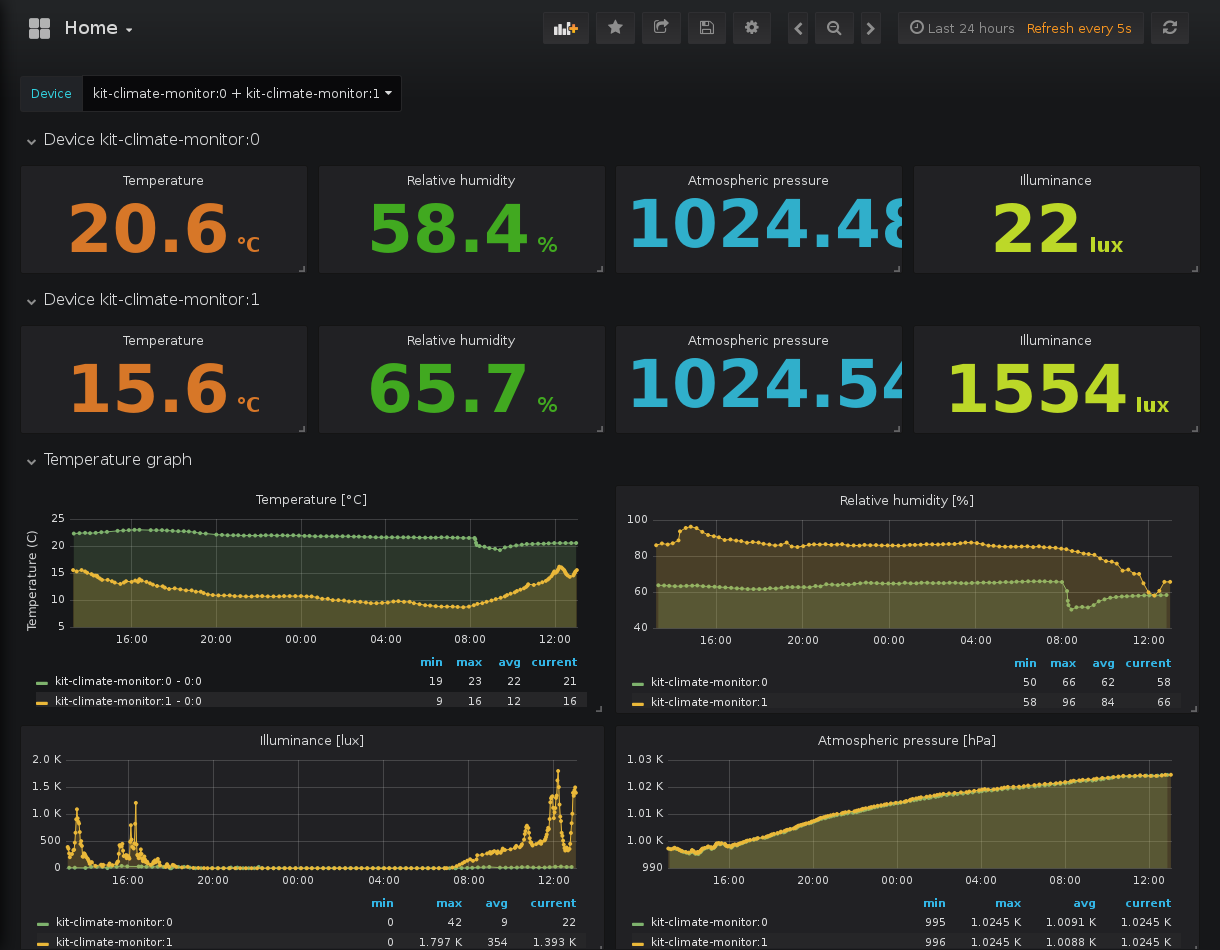 Home
Last 24 hours Refresh every 5s
Device kit-climate-monitor:0 + kit-climate-monitor:1
Device kit-climate-monitor:0
Temperature Relative humidity Atmospheric pressure Illuminance
20.6 °C 58.4 % 1024.48 22 lux
Device kit-climate-monitor:1
Temperature Relative humidity Atmospheric pressure Illuminance
15.6 °C 65.7 % 1024.54 1554 lux
Temperature graph
Temperature [°C]
Temperature (C)
25
20
15
10
5
16:00 20:00 00:00 04:00 08:00 12:00
min max avg current
kit-climate-monitor:0 - 0:0 19 23 22 21
kit-climate-monitor:1 - 0:0 9 16 12 16
Relative humidity [%]
100
80
60
40
16:00 20:00 00:00 04:00 08:00 12:00
min max avg current
kit-climate-monitor:0 50 66 62 58
kit-climate-monitor:1 58 96 84 66
Illuminance [lux]
2.0 K
1.5 K
1.0 K
500
0
16:00 20:00 00:00 04:00 08:00 12:00
min max avg current
kit-climate-monitor:0 0 42 9 22
kit-climate-monitor:1 0 1.797 K 354 1.393 K
Atmospheric pressure [hPa]
1.03 K
1.02 K
1.01 K
1.00 K
990
16:00 20:00 00:00 04:00 08:00 12:00
min max avg current
kit-climate-monitor:0 995 1.0245 K 1.0091 K 1.0245 K
kit-climate-monitor:1 996 1.0245 K 1.0088 K 1.0245 K